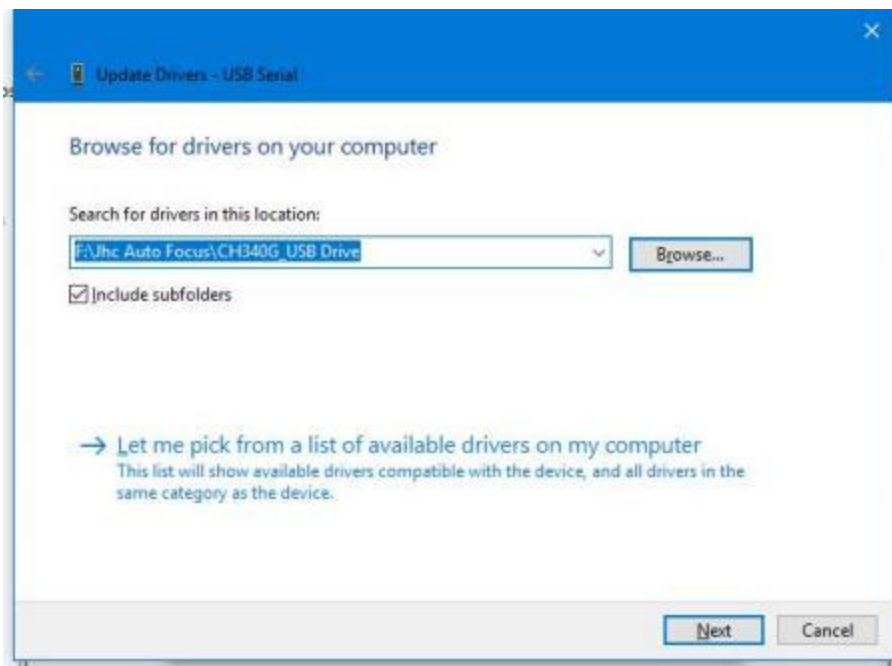 Update Drivers - USB Serial
Browse for drivers on your computer
Search for drivers in this location:
F:\Jhc Auto Focus\CH340G_USB Drive
Browse...
Include subfolders
Let me pick from a list of available drivers on my computer
This list will show available drivers compatible with the device, and all drivers in the
same category as the device.
Next
Cancel